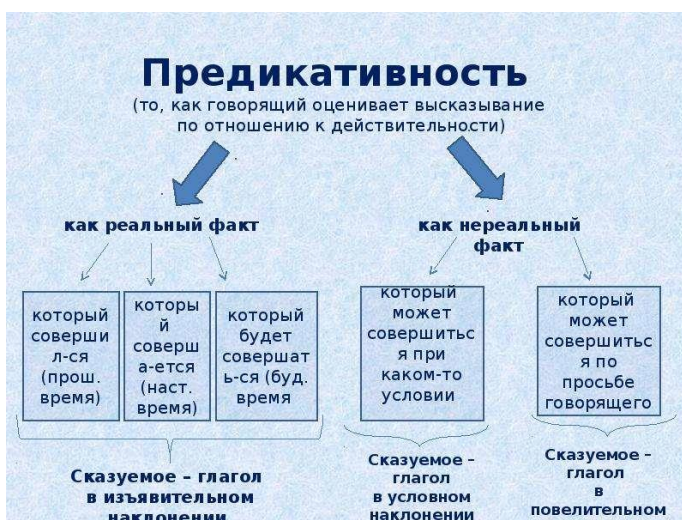 Предикативность
(то, как говорящий оценивает высказывание
по отношению к действительности)
как реальный факт
как нереальный
факт
который
соверши
л-ся
(прош.
время)
которы
й
соверш
а-ется
(наст.
время)
который
будет
совершат
ь-ся (буд.
время
который
может
совершитьс
я при
каком-то
условии
который
может
совершитьс
я по
просьбе
говорящего
Сказуемое – глагол
в изъявительном
наклонении
Сказуемое –
глагол
в условном
наклонении
Сказуемое –
глагол
в
повелительном